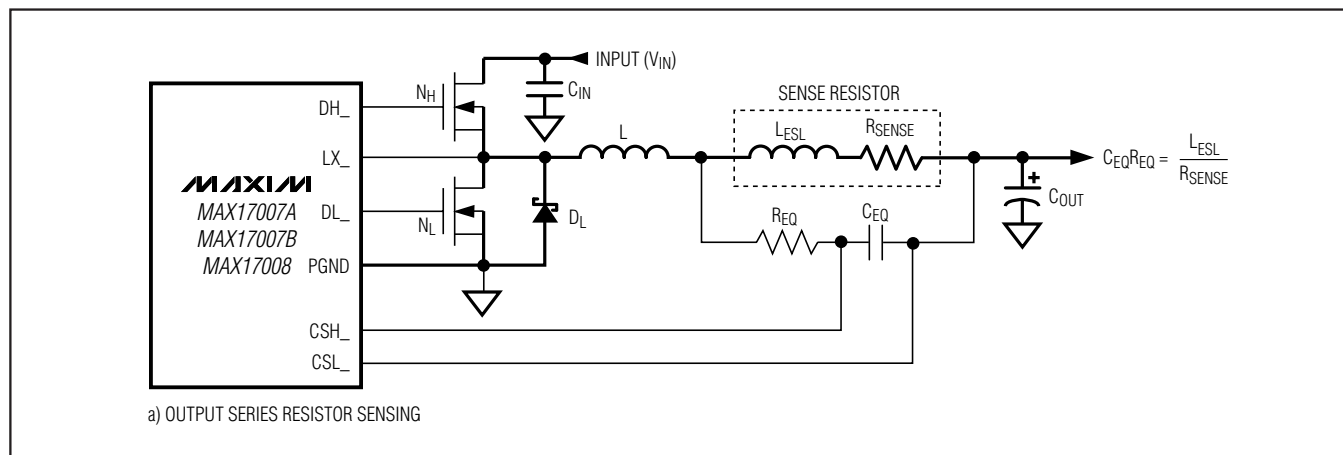 INPUT (VIN)
NH
CIN
DH_
SENSE RESISTOR
LESL
RSENSE
L
LX_
CEQREQ = LESL
RSENSE
MAXIM
MAX17007A
MAX17007B
MAX17008
DL_
NL
DL
REQ
CEQ
+
COUT
PGND
CSH_
CSL_
a) OUTPUT SERIES RESISTOR SENSING